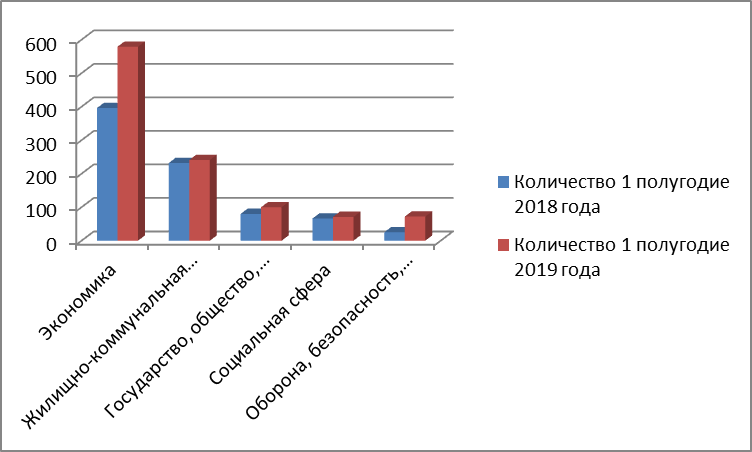 600
500
400
300
200
100
0
Экономика
Жилищно-коммунальная...
Государство, общество,...
Социальная сфера
Оборона, безопасность,...
Количество 1 полугодие
2018 года
Количество 1 полугодие
2019 года